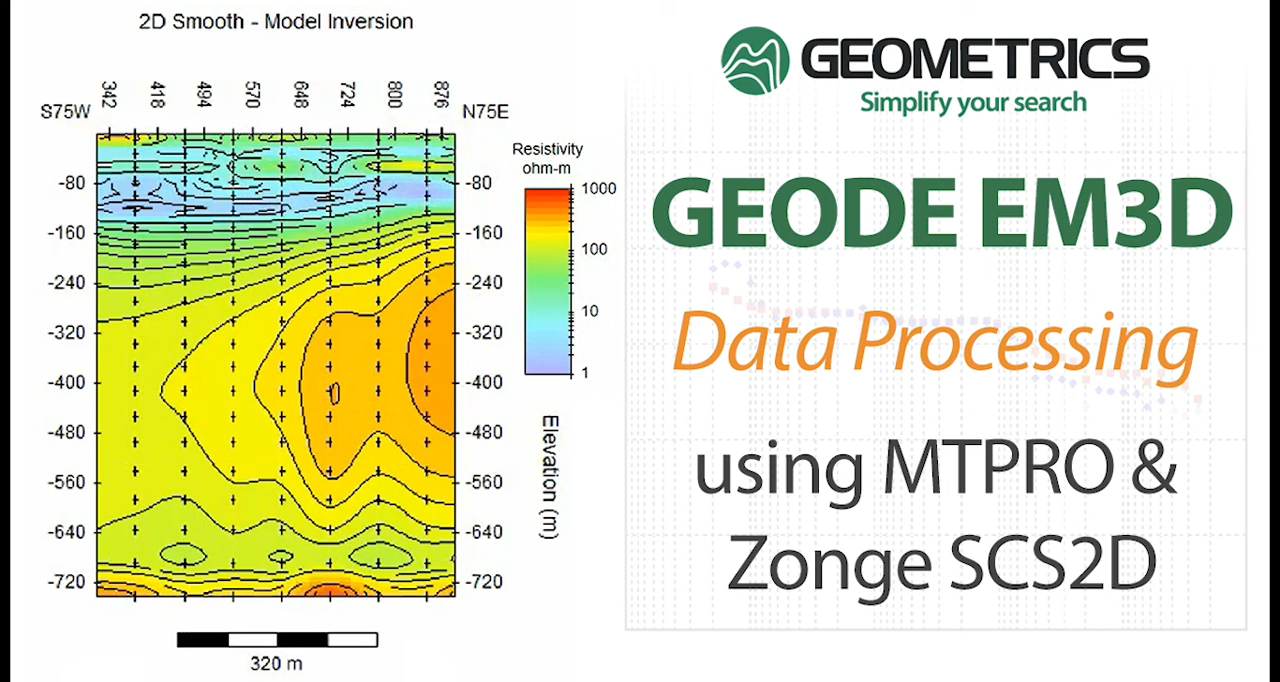 2D Smooth - Model Inversion
342 418 494 570 648 724 800 876
S75W N75E
-80 -80
-160 -160
-240 -240
-320 -320
-400 -400
-480 -480
-560 -560
-640 -640
-720 -720
320 m
Resistivity
ohm-m
1000
100
10
1
Elevation (m)
GEOMETRICS
Simplify your search
GEODE EM3D
Data Processing
using MTPRO &
Zonge SCS2D